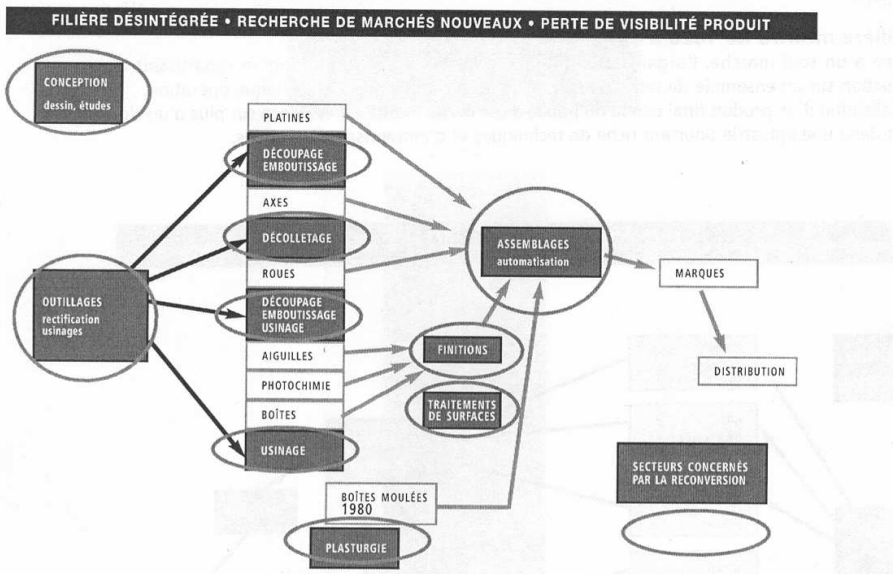 FILIÈRE DÉSINTÉGRÉE • RECHERCHE DE MARCHÉS NOUVEAUX • PERTE DE VISIBILITÉ PRODUIT
CONCEPTION
dessin, études
PLATINES
DÉCOUPAGE
EMBOUTISSAGE
AXES
DÉCOLLETAGE
ROUES
DÉCOUPAGE
EMBOUTISSAGE
USINAGE
AIGUILLES
PHOTOCHIMIE
BOÎTES
USINAGE
OUTILLAGES
rectification
usinages
ASSEMBLAGES
automatisation
MARQUES
DISTRIBUTION
FINITIONS
TRAITEMENTS
DE SURFACES
BOÎTES MOULÉES
1980
PLASTURGIE
SECTEURS CONCERNÉS
PAR LA RECONVERSION